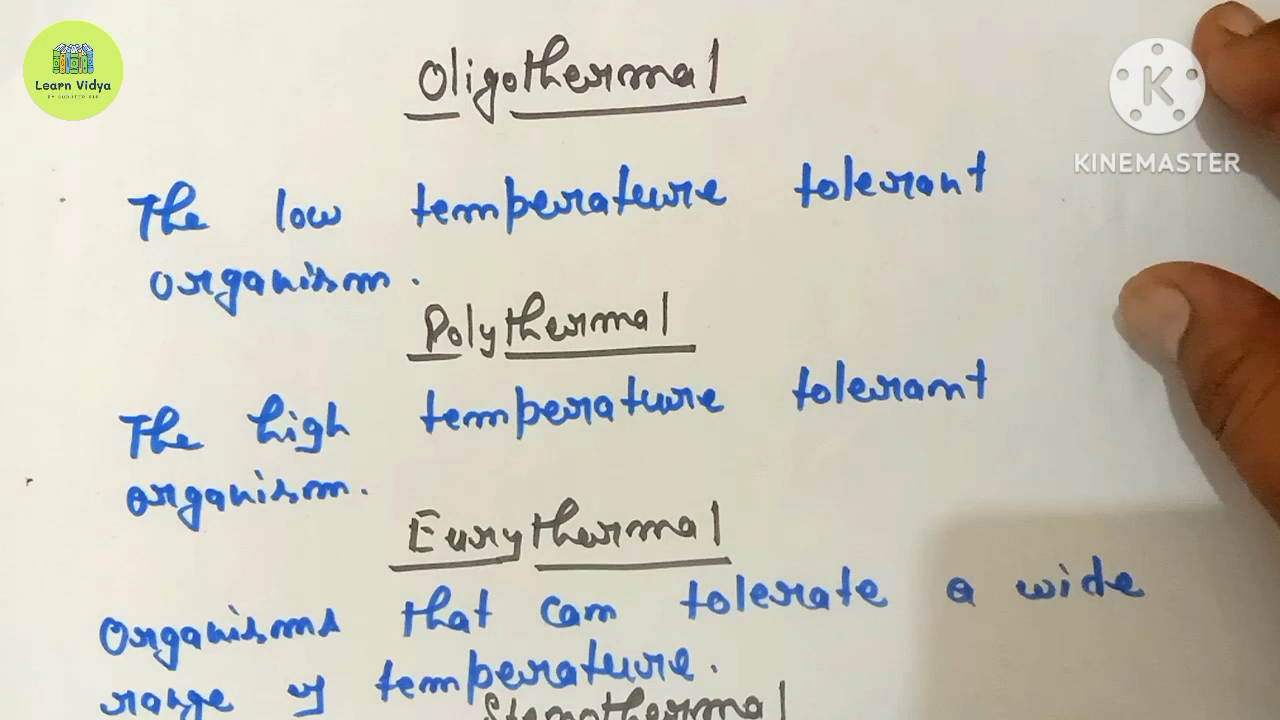 Learn Vidya
K
KINEMASTER
Oligothermal
The low temperature tolerant
organism.
Polythermal
The high temperature tolerant
organism.
Eurythermal
Organisms that can tolerate a wide
range of temperature.
Stenothermal